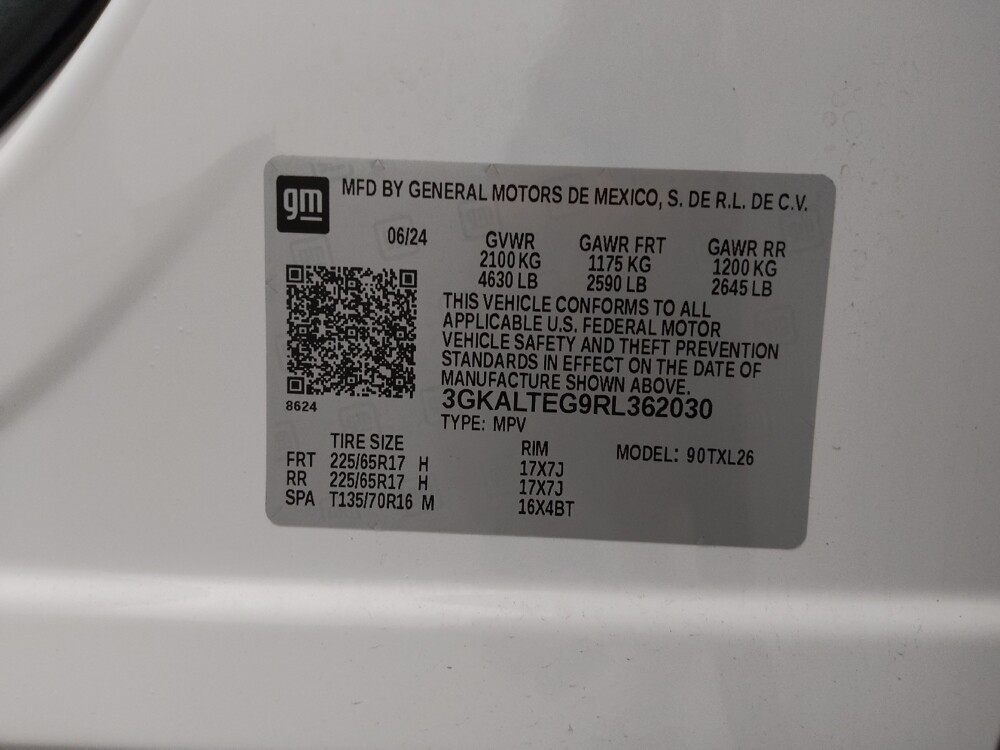 gm
MFD BY GENERAL MOTORS DE MEXICO, S. DE R.L. DE C.V.
06/24 GVWR GAWR FRT GAWR RR
2100 KG 1175 KG 1200 KG
4630 LB 2590 LB 2645 LB
THIS VEHICLE CONFORMS TO ALL
APPLICABLE U.S. FEDERAL MOTOR
VEHICLE SAFETY AND THEFT PREVENTION
STANDARDS IN EFFECT ON THE DATE OF
MANUFACTURE SHOWN ABOVE.
3GKALTEG9RL362030
8624
TYPE: MPV
TIRE SIZE RIM MODEL: 90TXL26
FRT 225/65R17 H 17X7J
RR 225/65R17 H 17X7J
SPA T135/70R16 M 16X4BT